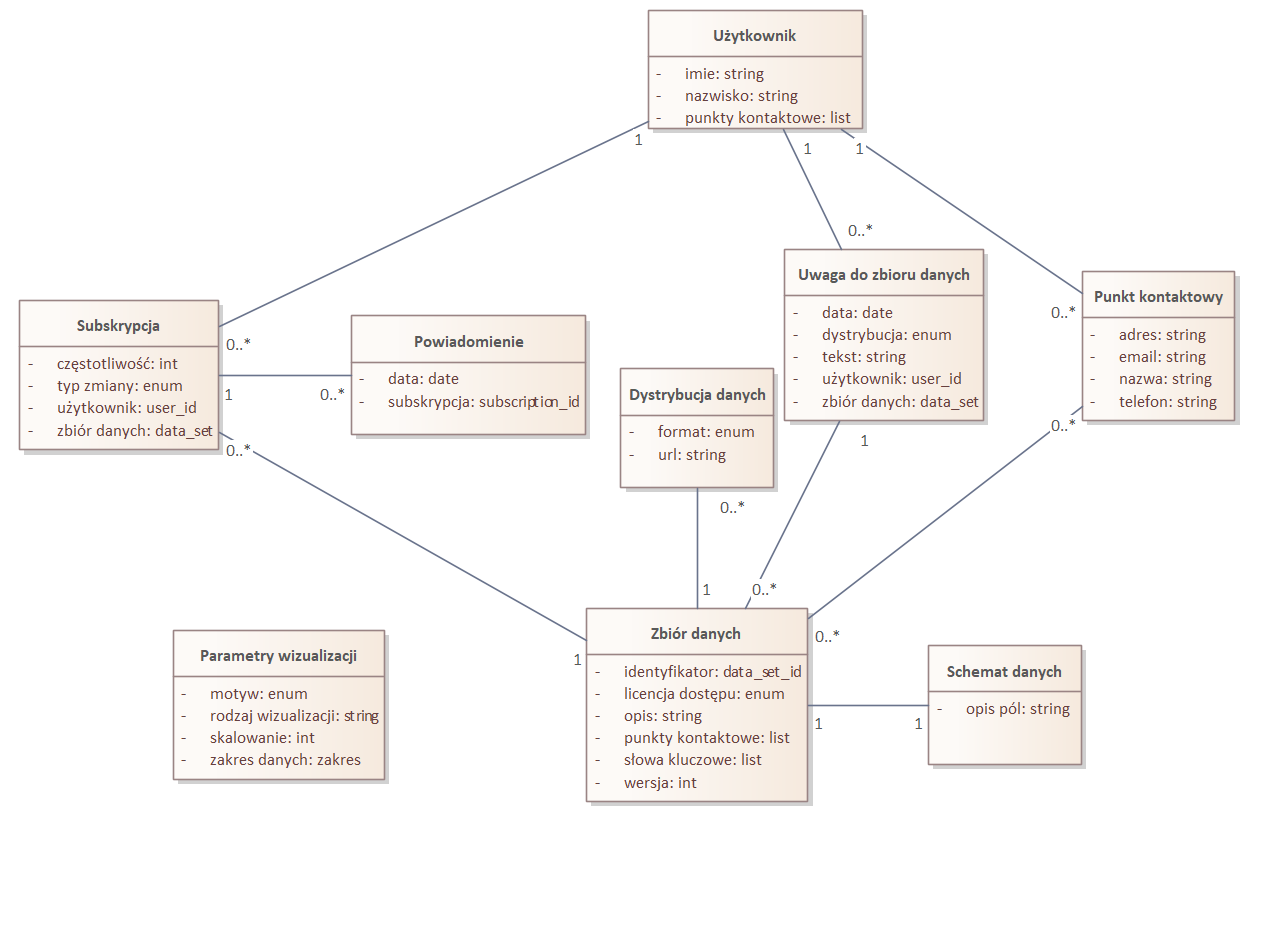 Użytkownik
- imie: string
- nazwisko: string
- punkty kontaktowe: list
1
1
1
0..*
Uwaga do zbioru danych
- data: date
- dystrybucja: enum
- tekst: string
- użytkownik: user_id
- zbiór danych: data_set
1
Punkt kontaktowy
- adres: string
- email: string
- nazwa: string
- telefon: string
0..*
0..*
Subskrypcja
- częstotliwość: int
- typ zmiany: enum
- użytkownik: user_id
- zbiór danych: data_set
0..*
1
0..*
0..*
Powiadomienie
- data: date
- subskrypcja: subscription_id
Dystrybucja danych
- format: enum
- url: string
0..*
1
0..*
Zbiór danych
- identyfikator: data_set_id
- licencja dostępu: enum
- opis: string
- punkty kontaktowe: list
- słowa kluczowe: list
- wersja: int
1
0..*
1
1
Schemat danych
- opis pól: string
Parametry wizualizacji
- motyw: enum
- rodzaj wizualizacji: string
- skalowanie: int
- zakres danych: zakres